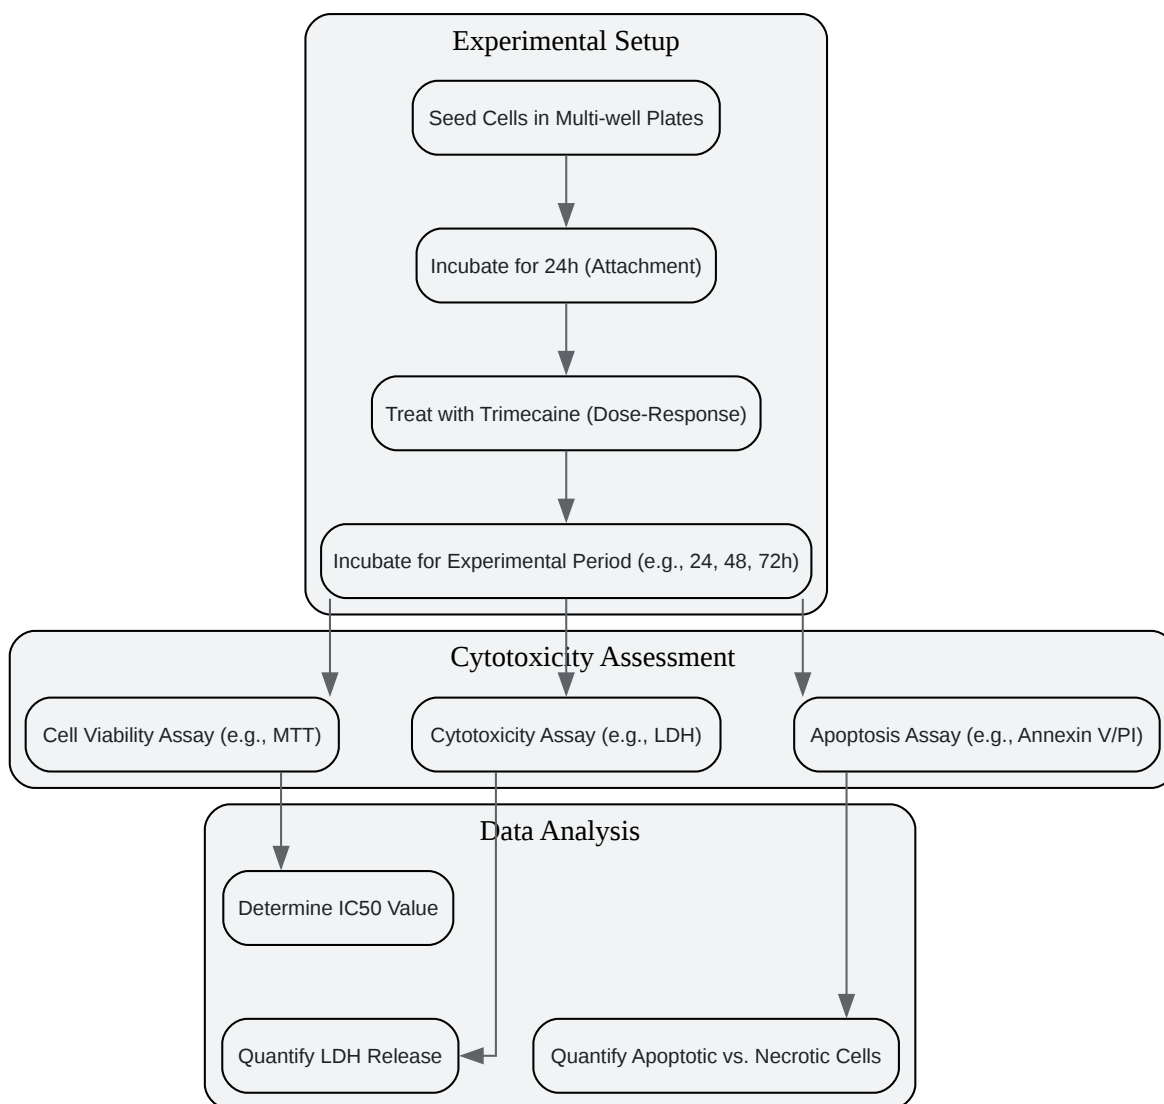 Experimental Setup
Seed Cells in Multi-well Plates
Incubate for 24h (Attachment)
Treat with Trimecaine (Dose-Response)
Incubate for Experimental Period (e.g., 24, 48, 72h)
Cytotoxicity Assessment
Cell Viability Assay (e.g., MTT)
Cytotoxicity Assay (e.g., LDH)
Apoptosis Assay (e.g., Annexin V/PI)
Data Analysis
Determine IC50 Value
Quantify LDH Release
Quantify Apoptotic vs. Necrotic Cells